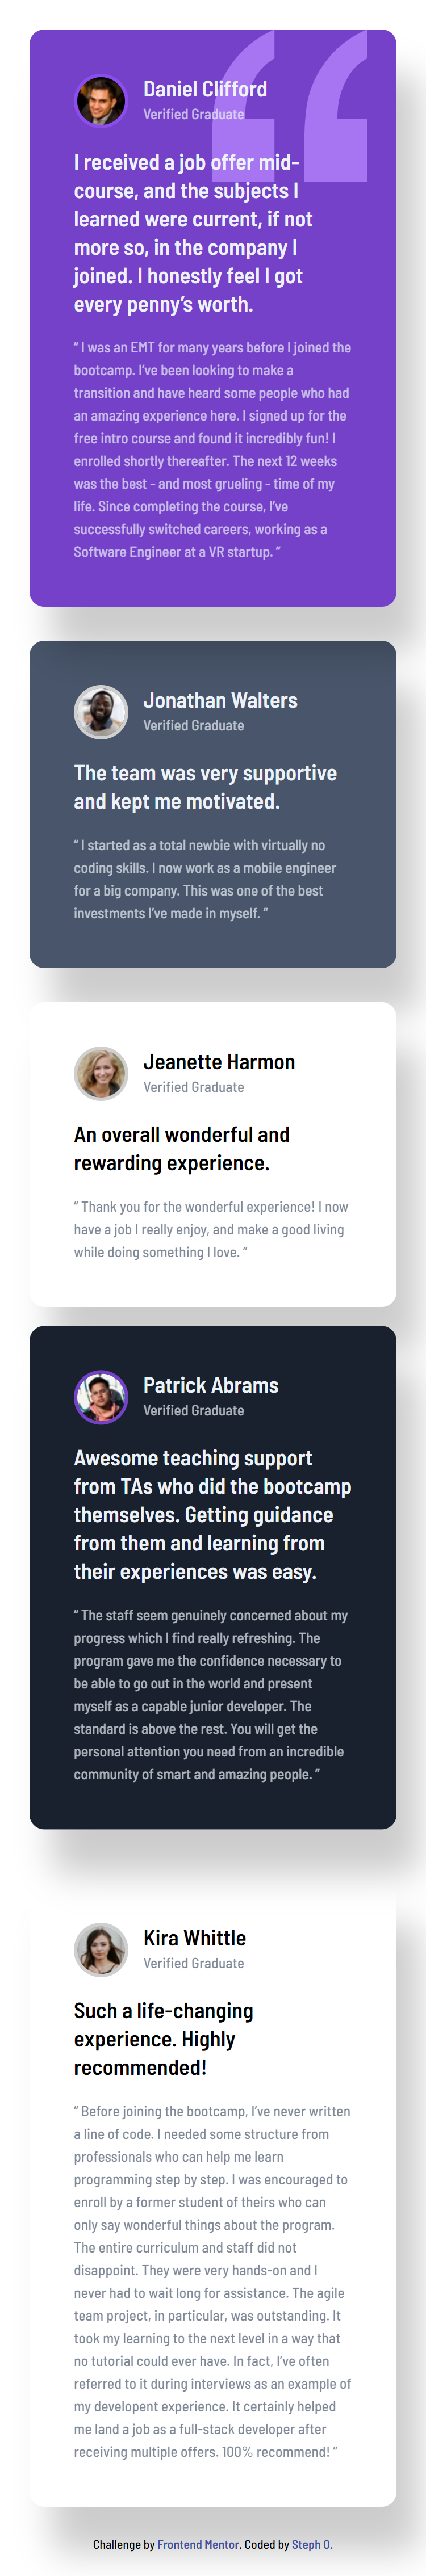 Daniel Clifford
Verified Graduate
I received a job offer mid-
course, and the subjects I
learned were current, if not
more so, in the company I
joined. I honestly feel I got
every penny’s worth.
“ I was an EMT for many years before I joined the
bootcamp. I’ve been looking to make a
transition and have heard some people who had
an amazing experience here. I signed up for the
free intro course and found it incredibly fun! I
enrolled shortly thereafter. The next 12 weeks
was the best - and most grueling - time of my
life. Since completing the course, I’ve
successfully switched careers, working as a
Software Engineer at a VR startup. ”
Jonathan Walters
Verified Graduate
The team was very supportive
and kept me motivated.
“ I started as a total newbie with virtually no
coding skills. I now work as a mobile engineer
for a big company. This was one of the best
investments I’ve made in myself. ”
Jeanette Harmon
Verified Graduate
An overall wonderful and
rewarding experience.
“ Thank you for the wonderful experience! I now
have a job I really enjoy, and make a good living
while doing something I love. ”
Patrick Abrams
Verified Graduate
Awesome teaching support
from TAs who did the bootcamp
themselves. Getting guidance
from them and learning from
their experiences was easy.
“ The staff seem genuinely concerned about my
progress which I find really refreshing. The
program gave me the confidence necessary to
be able to go out in the world and present
myself as a capable junior developer. The
standard is above the rest. You will get the
personal attention you need from an incredible
community of smart and amazing people. ”
Kira Whittle
Verified Graduate
Such a life-changing
experience. Highly
recommended!
“ Before joining the bootcamp, I’ve never written
a line of code. I needed some structure from
professionals who can help me learn
programming step by step. I was encouraged to
enroll by a former student of theirs who can
only say wonderful things about the program.
The entire curriculum and staff did not
disappoint. They were very hands-on and I
never had to wait long for assistance. The agile
team project, in particular, was outstanding. It
took my learning to the next level in a way that
no tutorial could ever have. In fact, I’ve often
referred to it during interviews as an example of
my developent experience. It certainly helped
me land a job as a full-stack developer after
receiving multiple offers. 100% recommend! ”
Challenge by Frontend Mentor. Coded by Steph O.